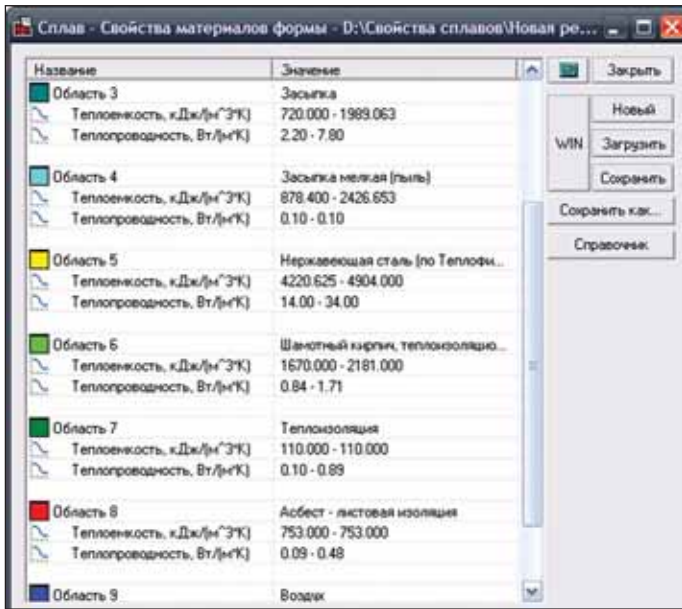 Сплав - Свойства материалов формы - D:\Свойства сплавов\Новая ре...
Название Значение
Область 3 Засыпка
Теплоемкость, кДж/(м^3*К) 720.000 - 1989.063
Теплопроводность, Вт/(м*К) 2.20 - 7.80
Область 4 Засыпка мелкая (пыль)
Теплоемкость, кДж/(м^3*К) 878.400 - 2426.653
Теплопроводность, Вт/(м*К) 0.10 - 0.10
Область 5 Нержавеющая сталь (по Теплофи...
Теплоемкость, кДж/(м^3*К) 4220.625 - 4904.000
Теплопроводность, Вт/(м*К) 14.00 - 34.00
Область 6 Шамотный кирпич, теплоизоляцио...
Теплоемкость, кДж/(м^3*К) 1670.000 - 2181.000
Теплопроводность, Вт/(м*К) 0.84 - 1.71
Область 7 Теплоизоляция
Теплоемкость, кДж/(м^3*К) 110.000 - 110.000
Теплопроводность, Вт/(м*К) 0.10 - 0.89
Область 8 Асбест - листовая изоляция
Теплоемкость, кДж/(м^3*К) 753.000 - 753.000
Теплопроводность, Вт/(м*К) 0.09 - 0.48
Область 9 Воздух
Закрыть
WIN
Новый
Загрузить
Сохранить
Сохранить как...
Справочник